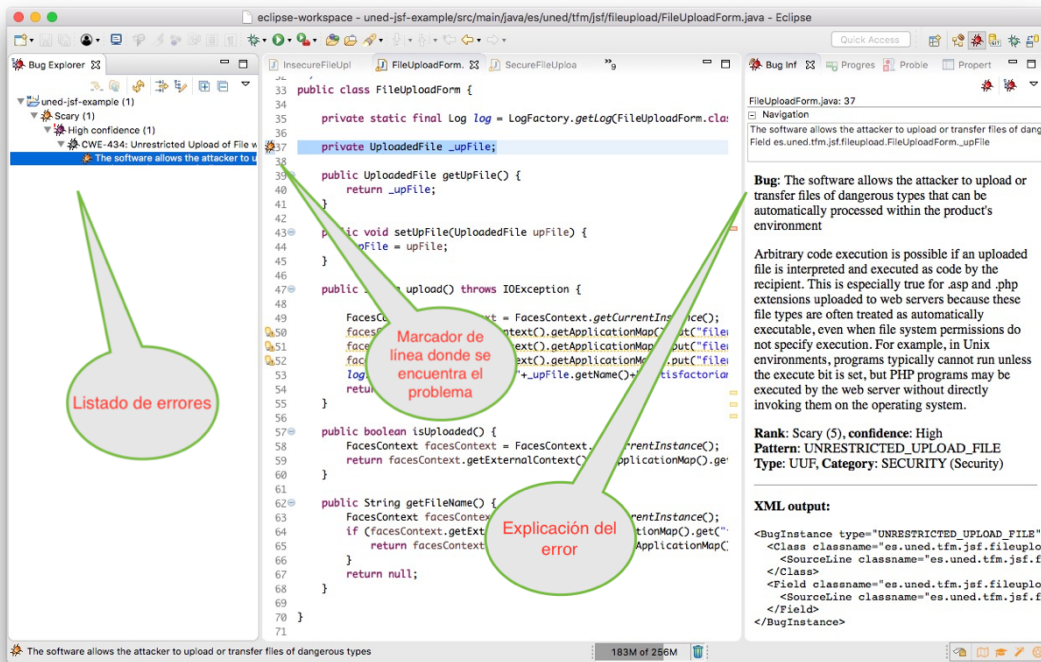 eclipse-workspace - uned-jsf-example/src/main/java/es/uned/tfm/jsf/fileupload/FileUploadForm.java - Eclipse
Quick Access
Bug Explorer
uned-jsf-example (1)
Scary (1)
High confidence (1)
CWE-434: Unrestricted Upload of File w
The software allows the attacker to u
InsecureFileUpl
FileUploadForm.
SecureFileUploa
»9
32 }
33 public class FileUploadForm {
34
35 private static final Log log = LogFactory.getLog(FileUploadForm.clas
36
37 private UploadedFile _upFile;
38
39 public UploadedFile getUpFile() {
40 return _upFile;
41 }
42
43 public void setUpFile(UploadedFile upFile) {
44 upFile = upFile;
45 }
46
47 public upload() throws IOException {
48
49 FacesCo = FacesContext.getCurrentInstance();
50 faces ntext().getApplicationMap().put("filen
51 face ext().getApplicationMap().put("filen
52 fac ext().getApplicationMap().put("filen
53 log. "+_upFile.getName()+ satisfactorian
54 retu
55 }
56
57 public boolean isUploaded() {
58 FacesContext facesContext = FacesContext. rrentInstance();
59 return facesContext.getExternalContext() pplicationMap().ge
60 }
61
62 public String getFileName() {
63 FacesContext facesConte rrentInstance();
64 if (facesContext.getExt ionMap().get("
65 return facesContext ApplicationMap()
66 }
67 return null;
68 }
69
70 }
71
Listado de errores
Marcador de
línea donde se
encuentra el
problema
Explicación del
error
Bug Inf
Progres
Proble
Propert
FileUploadForm.java: 37
Navigation
The software allows the attacker to upload or transfer files of dang
Field es.uned.tfm.jsf.fileupload.FileUploadForm._upFile
Bug: The software allows the attacker to upload or
transfer files of dangerous types that can be
automatically processed within the product's
environment
Arbitrary code execution is possible if an uploaded
file is interpreted and executed as code by the
recipient. This is especially true for .asp and .php
extensions uploaded to web servers because these
file types are often treated as automatically
executable, even when file system permissions do
not specify execution. For example, in Unix
environments, programs typically cannot run unless
the execute bit is set, but PHP programs may be
executed by the web server without directly
invoking them on the operating system.
Rank: Scary (5), confidence: High
Pattern: UNRESTRICTED_UPLOAD_FILE
Type: UUF, Category: SECURITY (Security)
XML output:
<BugInstance type="UNRESTRICTED_UPLOAD_FILE"
<Class classname="es.uned.tfm.jsf.fileuplo
<SourceLine classname="es.uned.tfm.jsf.f
</Class>
<Field classname="es.uned.tfm.jsf.fileuplo
<SourceLine classname="es.uned.tfm.jsf.f
</Field>
</BugInstance>
The software allows the attacker to upload or transfer files of dangerous types
183M of 256M